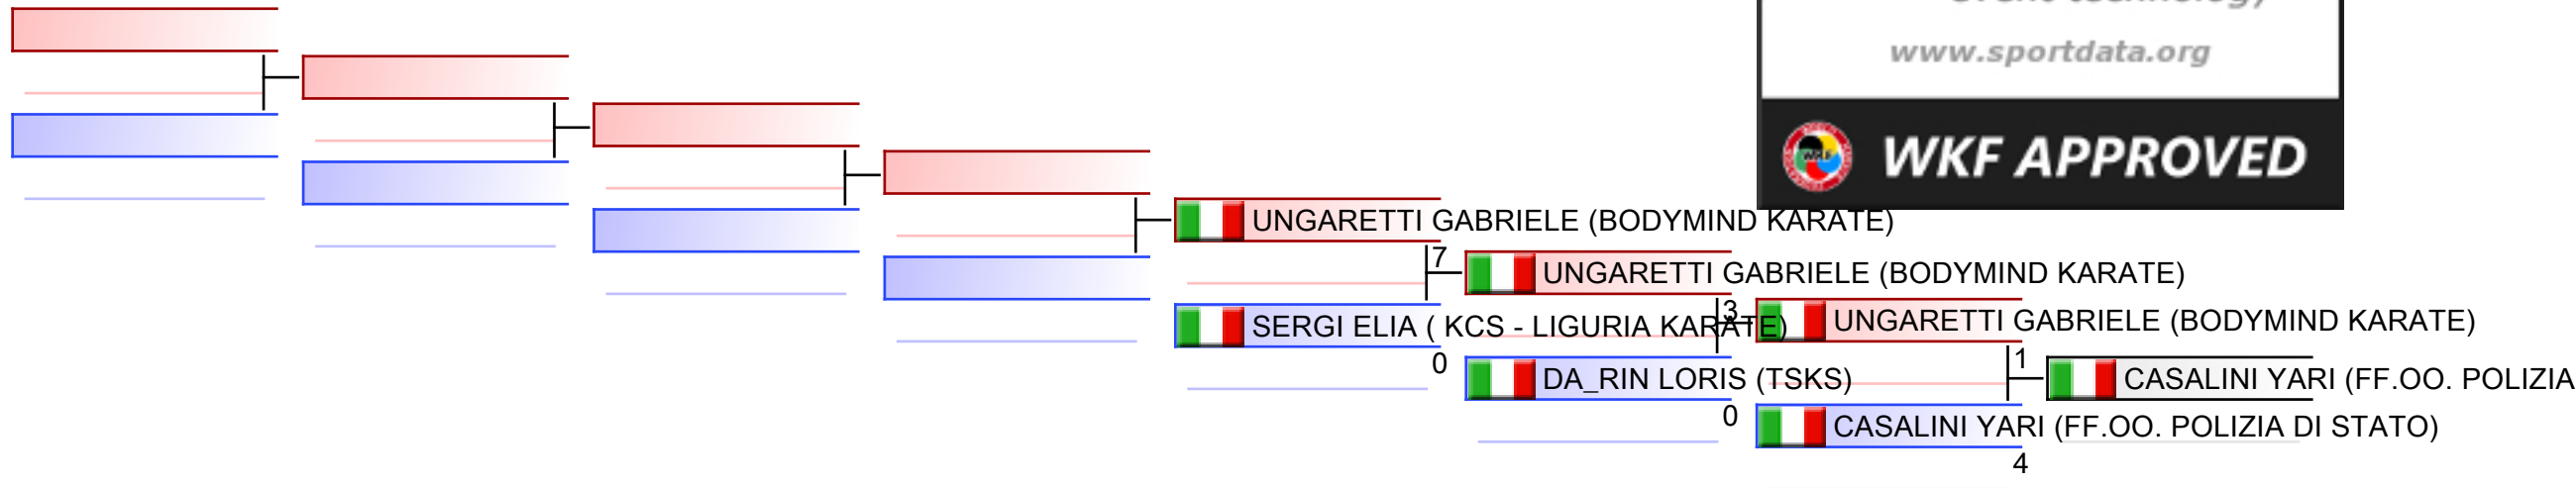 event technology
www.sportdata.org
WKF APPROVED
UNGARETTI GABRIELE (BODYMIND KARATE)
7
UNGARETTI GABRIELE (BODYMIND KARATE)
SERGI ELIA ( KCS - LIGURIA KARATE)
0
3
UNGARETTI GABRIELE (BODYMIND KARATE)
DA_RIN LORIS (TSKS)
0
1
CASALINI YARI (FF.OO. POLIZIA
CASALINI YARI (FF.OO. POLIZIA DI STATO)
4